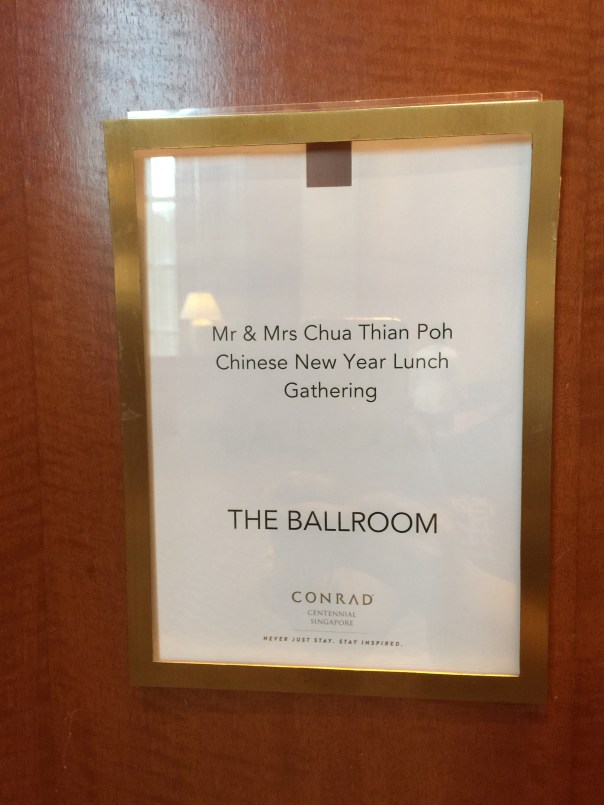 Mr & Mrs Chua Thian Poh
Chinese New Year Lunch
Gathering
THE BALLROOM
CONRAD
CENTENNIAL
SINGAPORE
NEVER JUST STAY. STAY INSPIRED.